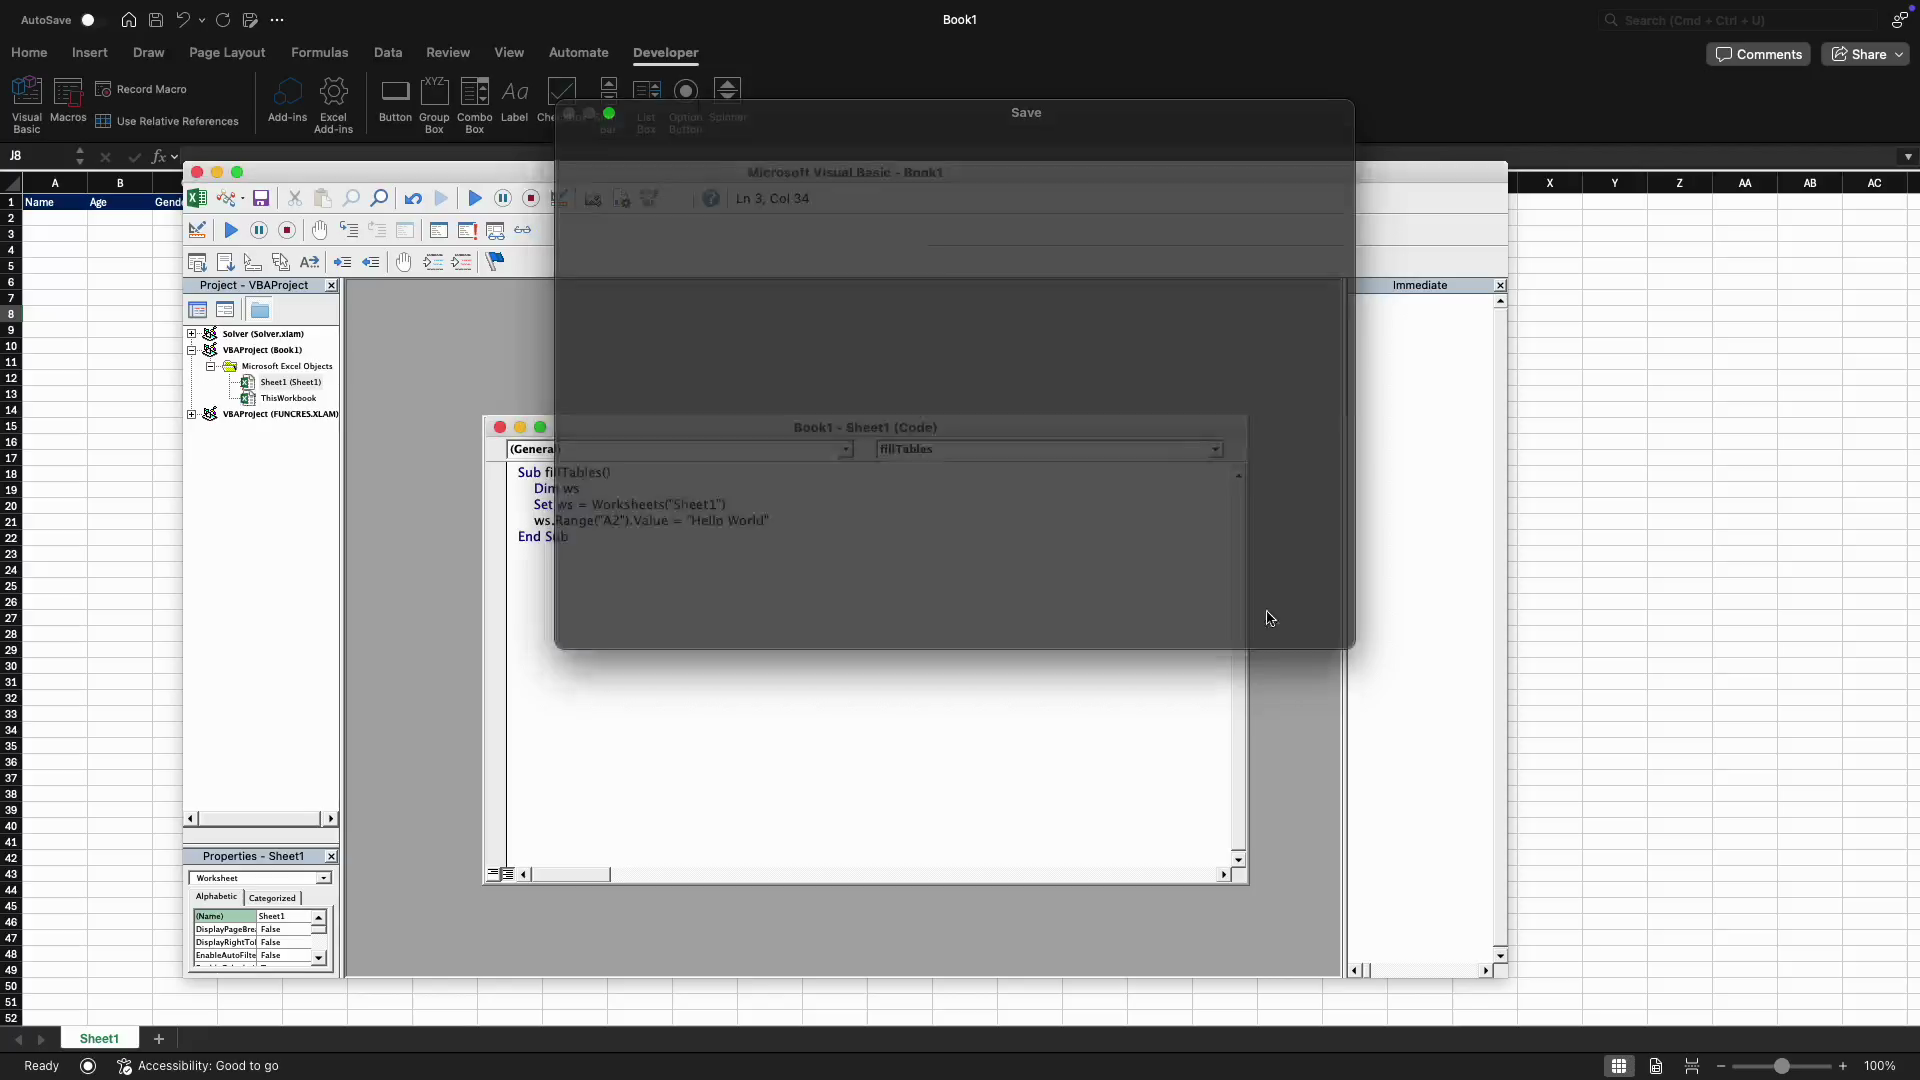 AutoSave
Book1
Search (Cmd + Ctrl + U)
Home Insert Draw Page Layout Formulas Data Review View Automate Developer
Comments Share
Visual Basic
Macros
Record Macro
Use Relative References
Add-ins
Excel Add-ins
Button
Group Box
XYZ
Combo Box
Aa
Label
List Box
Option Button
Spinner
Save
J8
fx
Microsoft Visual Basic - Book1
A B X Y Z AA AB AC
Name Age
Ln 3, Col 34
Project - VBAProject
Immediate
Solver (Solver.xlam)
VBAProject (Book1)
Microsoft Excel Objects
Sheet1 (Sheet1)
ThisWorkbook
VBAProject (FUNCRES.XLAM)
Book1 - Sheet1 (Code)
(General)
fillTables
Sub fillTables()
Dim ws
Set ws = Worksheets("Sheet1")
ws.Range("A2").Value = "Hello World"
End Sub
Properties - Sheet1
Worksheet
Alphabetic Categorized
(Name) Sheet1
DisplayPageBre False
DisplayRightTol False
EnableAutoFilte False
1
2
3
4
5
6
7
8
9
10
11
12
13
14
15
16
17
18
19
20
21
22
23
24
25
26
27
28
29
30
31
32
33
34
35
36
37
38
39
40
41
42
43
44
45
46
47
48
49
50
51
52
Sheet1
Ready
Accessibility: Good to go
100%